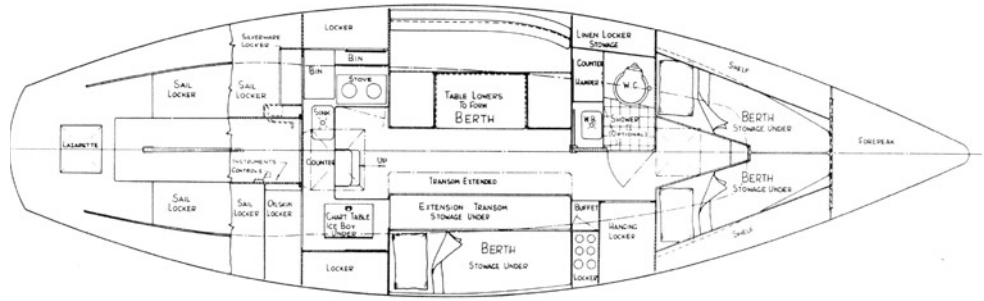 LOCKER
SILVERWARE
LOCKER
BIN
BIN
STOVE
SAIL
LOCKER
SAIL
LOCKER
SINK
LAZARETTE
INSTRUMENTS
CONTROLS
COUNTER
UP
TABLE LOWERS
TO FORM
BERTH
LINEN LOCKER
STOWAGE
COUNTER
HAMPER
W.C.
W.B.
SHOWER
(OPTIONAL)
SHELF
BERTH
STOWAGE UNDER
FOREPEAK
BERTH
STOWAGE UNDER
SHELF
TRANSOM EXTENDED
EXTENSION TRANSOM
STOWAGE UNDER
BUFFET
HANGING
LOCKER
LOCKER
SAIL
LOCKER
SAIL
LOCKER
OILSKIN
LOCKER
CHART TABLE
ICE BOX
UNDER
LOCKER
BERTH
STOWAGE UNDER